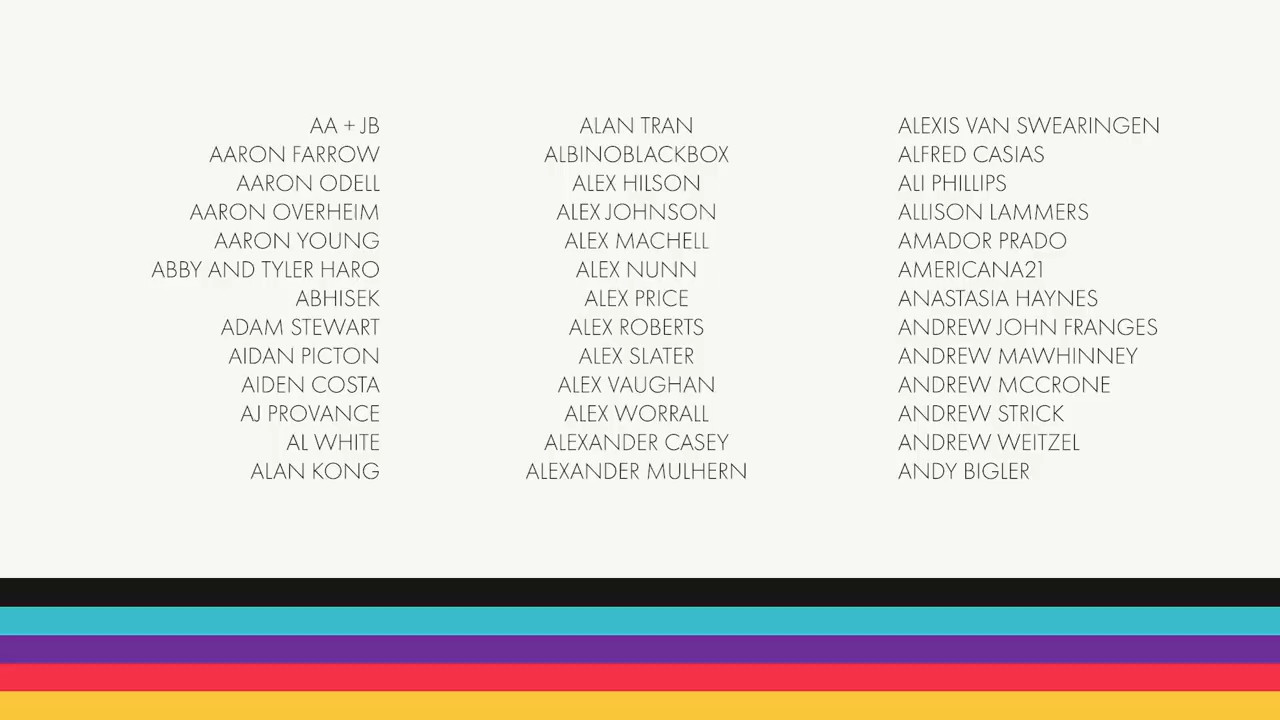 AA + JB
AARON FARROW
AARON ODELL
AARON OVERHEIM
AARON YOUNG
ABBY AND TYLER HARO
ABHISEK
ADAM STEWART
AIDAN PICTON
AIDEN COSTA
AJ PROVANCE
AL WHITE
ALAN KONG
ALAN TRAN
ALBINOBLACKBOX
ALEX HILSON
ALEX JOHNSON
ALEX MACHELL
ALEX NUNN
ALEX PRICE
ALEX ROBERTS
ALEX SLATER
ALEX VAUGHAN
ALEX WORRALL
ALEXANDER CASEY
ALEXANDER MULHERN
ALEXIS VAN SWEARINGEN
ALFRED CASIAS
ALI PHILLIPS
ALLISON LAMMERS
AMADOR PRADO
AMERICANA21
ANASTASIA HAYNES
ANDREW JOHN FRANGES
ANDREW MAWHINNEY
ANDREW MCCRONE
ANDREW STRICK
ANDREW WEITZEL
ANDY BIGLER